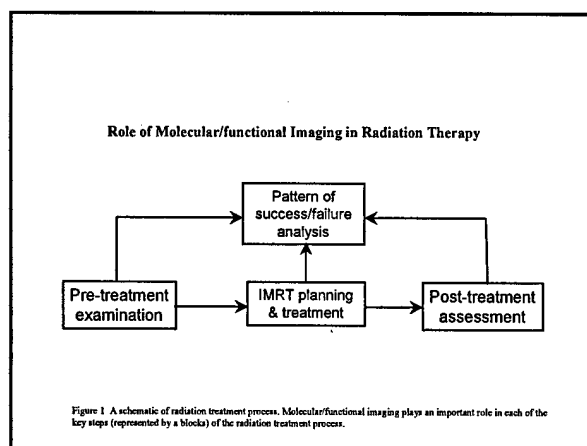 Role of Molecular/functional Imaging in Radiation Therapy
Pattern of
success/failure
analysis
Pre-treatment
examination
IMRT planning
& treatment
Post-treatment
assessment
Figure 1 A schematic of radiation treatment process. Molecular/functional imaging plays an important role in each of the
key steps (represented by a blocks) of the radiation treatment process.